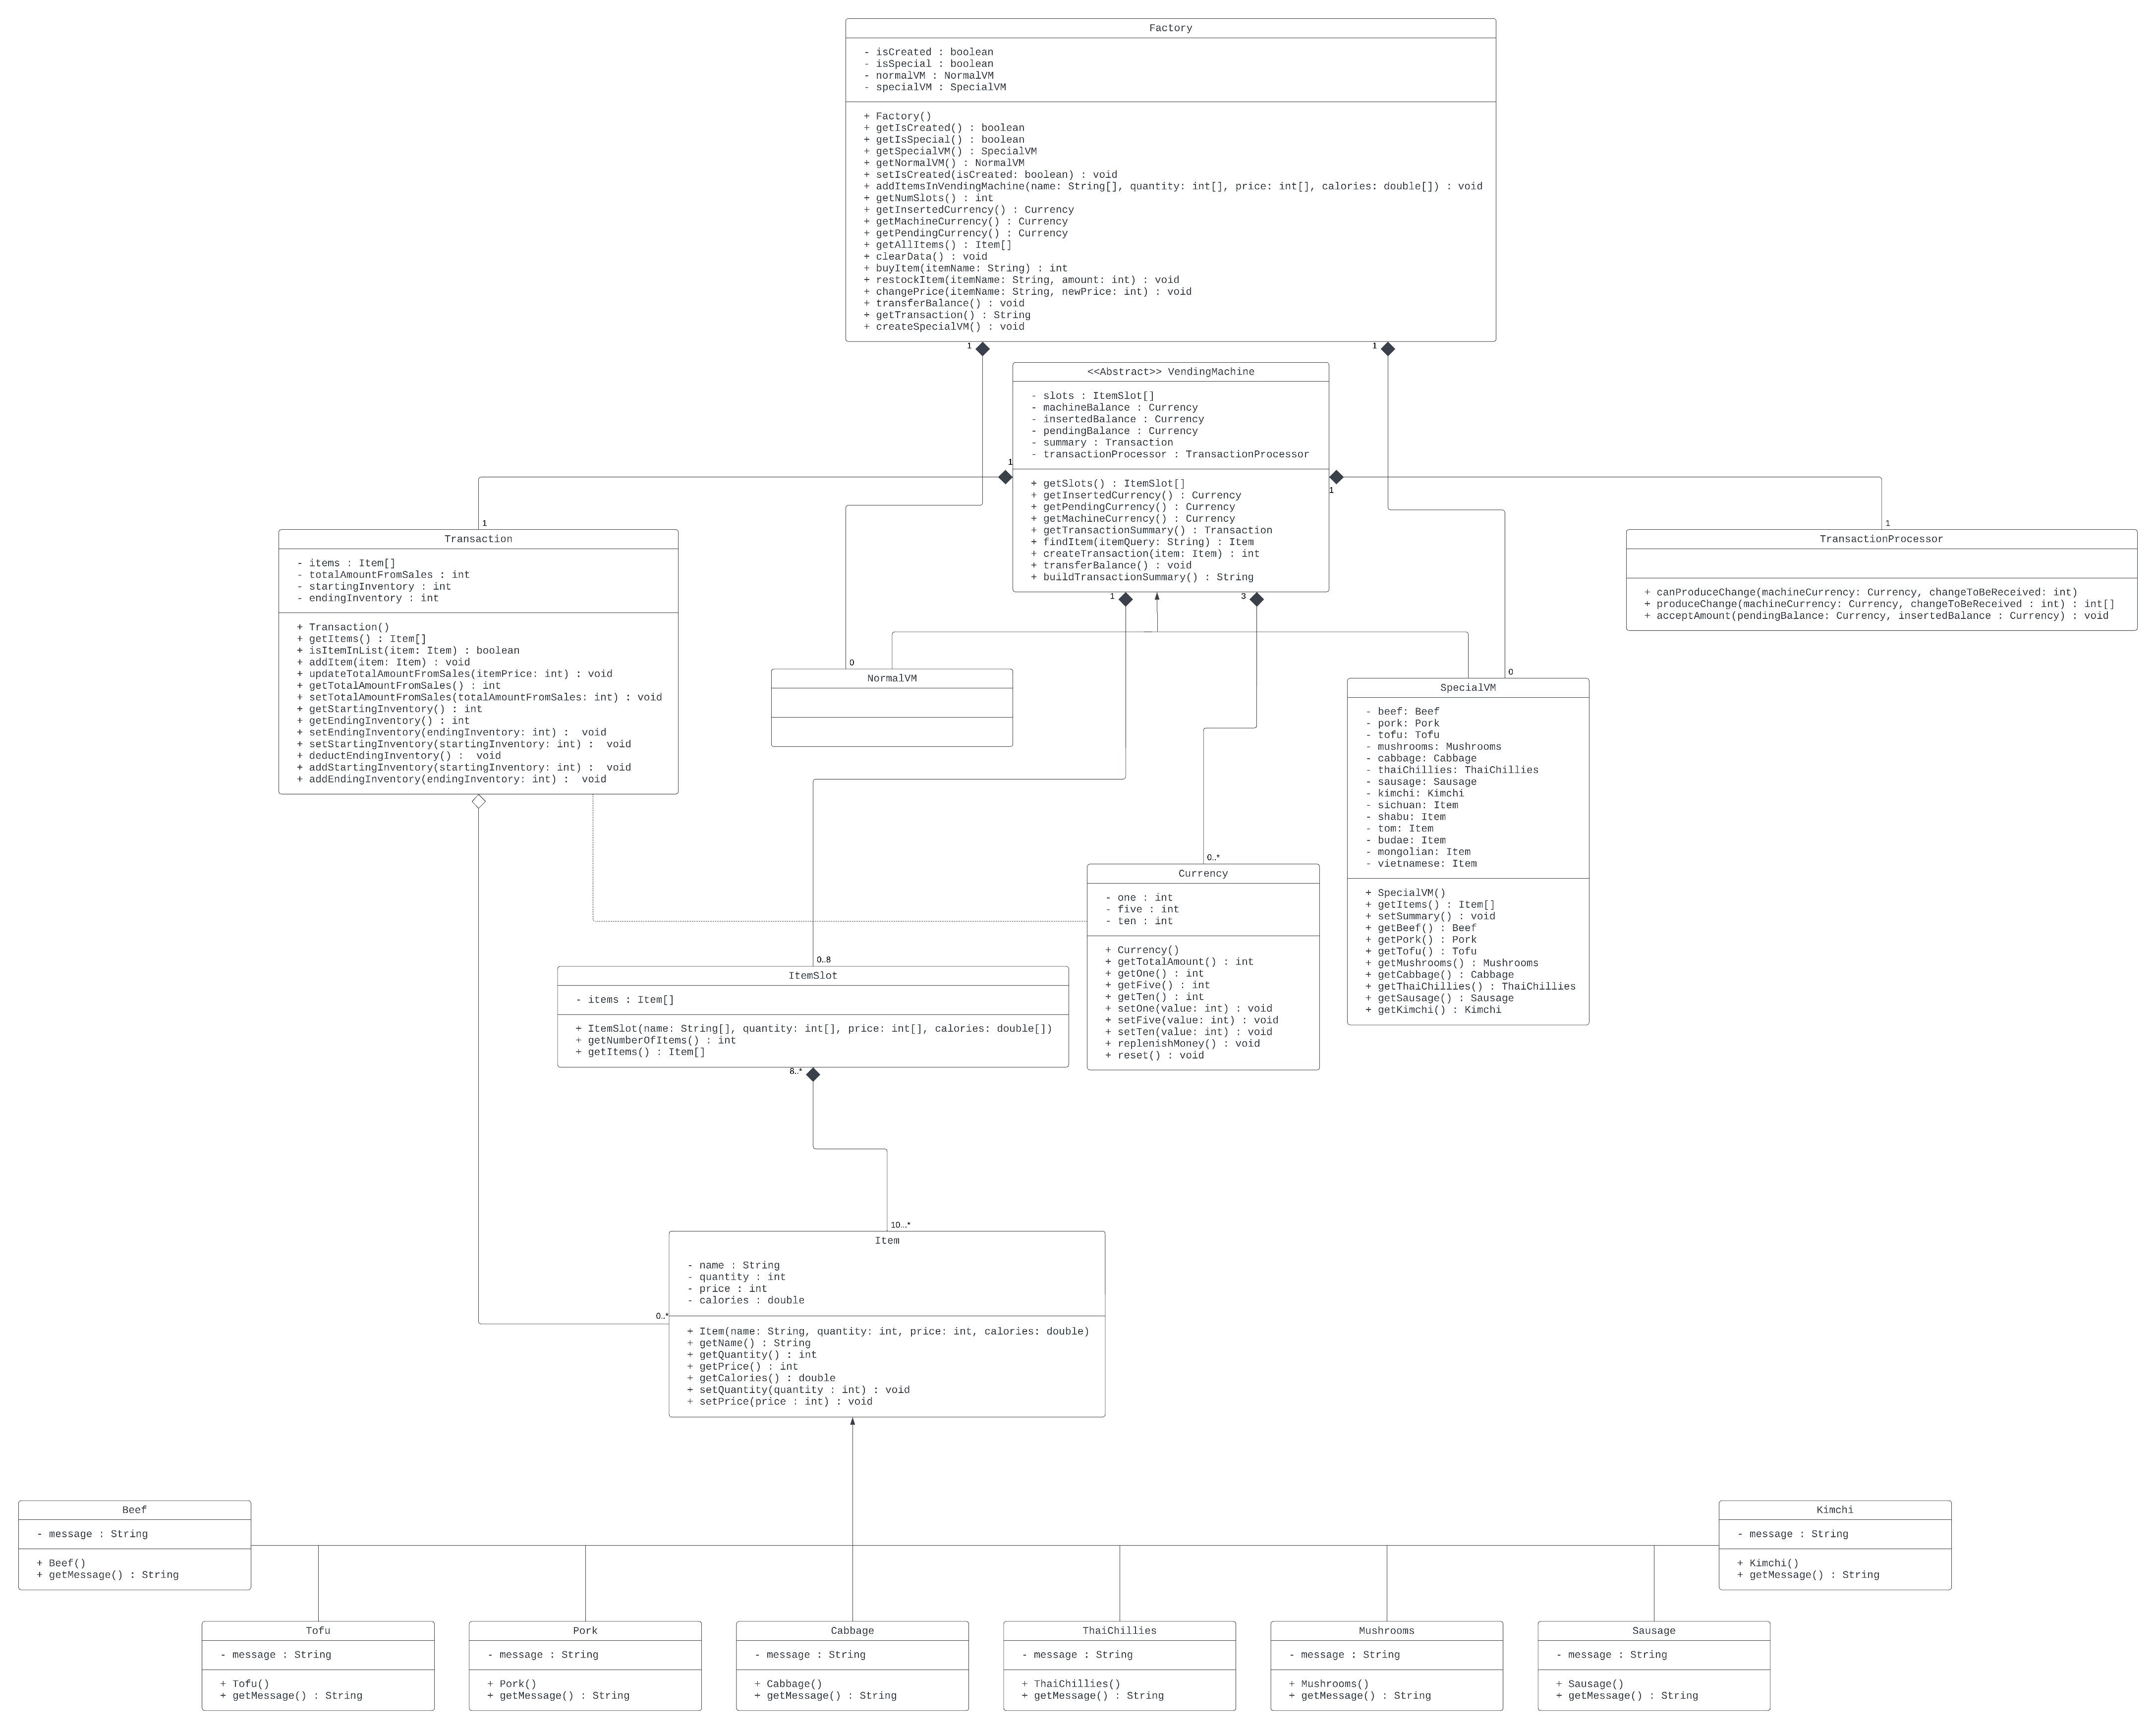 Factory
- isCreated : boolean
- isSpecial : boolean
- normalVM : NormalVM
- specialVM : SpecialVM
+ Factory()
+ getIsCreated() : boolean
+ getIsSpecial() : boolean
+ getSpecialVM() : SpecialVM
+ getNormalVM() : NormalVM
+ setIsCreated(isCreated: boolean) : void
+ addItemsInVendingMachine(name: String[], quantity: int[], price: int[], calories: double[]) : void
+ getNumSlots() : int
+ getInsertedCurrency() : Currency
+ getMachineCurrency() : Currency
+ getPendingCurrency() : Currency
+ getAllItems() : Item[]
+ clearData() : void
+ buyItem(itemName: String) : int
+ restockItem(itemName: String, amount: int) : void
+ changePrice(itemName: String, newPrice: int) : void
+ transferBalance() : void
+ getTransaction() : String
+ createSpecialVM() : void
1
1
<<Abstract>> VendingMachine
- slots : ItemSlot[]
- machineBalance : Currency
- insertedBalance : Currency
- pendingBalance : Currency
- summary : Transaction
- transactionProcessor : TransactionProcessor
+ getSlots() : ItemSlot[]
+ getInsertedCurrency() : Currency
+ getPendingCurrency() : Currency
+ getMachineCurrency() : Currency
+ getTransactionSummary() : Transaction
+ findItem(itemQuery: String) : Item
+ createTransaction(item: Item) : int
+ transferBalance() : void
+ buildTransactionSummary() : String
1
1
1
3
1
Transaction
- items : Item[]
- totalAmountFromSales : int
- startingInventory : int
- endingInventory : int
+ Transaction()
+ getItems() : Item[]
+ isItemInList(item: Item) : boolean
+ addItem(item: Item) : void
+ updateTotalAmountFromSales(itemPrice: int) : void
+ getTotalAmountFromSales() : int
+ setTotalAmountFromSales(totalAmountFromSales: int) : void
+ getStartingInventory() : int
+ getEndingInventory() : int
+ setEndingInventory(endingInventory: int) :  void
+ setStartingInventory(startingInventory: int) :  void
+ deductEndingInventory() :  void
+ addStartingInventory(startingInventory: int) :  void
+ addEndingInventory(endingInventory: int) :  void
1
TransactionProcessor
+ canProduceChange(machineCurrency: Currency, changeToBeReceived: int)
+ produceChange(machineCurrency: Currency, changeToBeReceived : int) : int[]
+ acceptAmount(pendingBalance: Currency, insertedBalance : Currency) : void
0
NormalVM
0
SpecialVM
- beef: Beef
- pork: Pork
- tofu: Tofu
- mushrooms: Mushrooms
- cabbage: Cabbage
- thaiChillies: ThaiChillies
- sausage: Sausage
- kimchi: Kimchi
- sichuan: Item
- shabu: Item
- tom: Item
- budae: Item
- mongolian: Item
- vietnamese: Item
+ SpecialVM()
+ getItems() : Item[]
+ setSummary() : void
+ getBeef() : Beef
+ getPork() : Pork
+ getTofu() : Tofu
+ getMushrooms() : Mushrooms
+ getCabbage() : Cabbage
+ getThaiChillies() : ThaiChillies
+ getSausage() : Sausage
+ getKimchi() : Kimchi
0..*
Currency
- one : int
- five : int
- ten : int
+ Currency()
+ getTotalAmount() : int
+ getOne() : int
+ getFive() : int
+ getTen() : int
+ setOne(value: int) : void
+ setFive(value: int) : void
+ setTen(value: int) : void
+ replenishMoney() : void
+ reset() : void
0..8
ItemSlot
- items : Item[]
+ ItemSlot(name: String[], quantity: int[], price: int[], calories: double[])
+ getNumberOfItems() : int
+ getItems() : Item[]
8..*
10...*
Item
- name : String
- quantity : int
- price : int
- calories : double
0..*
+ Item(name: String, quantity: int, price: int, calories: double)
+ getName() : String
+ getQuantity() : int
+ getPrice() : int
+ getCalories() : double
+ setQuantity(quantity : int) : void
+ setPrice(price : int) : void
Beef
- message : String
+ Beef()
+ getMessage() : String
Kimchi
- message : String
+ Kimchi()
+ getMessage() : String
Tofu
- message : String
+ Tofu()
+ getMessage() : String
Pork
- message : String
+ Pork()
+ getMessage() : String
Cabbage
- message : String
+ Cabbage()
+ getMessage() : String
ThaiChillies
- message : String
+ ThaiChillies()
+ getMessage() : String
Mushrooms
- message : String
+ Mushrooms()
+ getMessage() : String
Sausage
- message : String
+ Sausage()
+ getMessage() : String